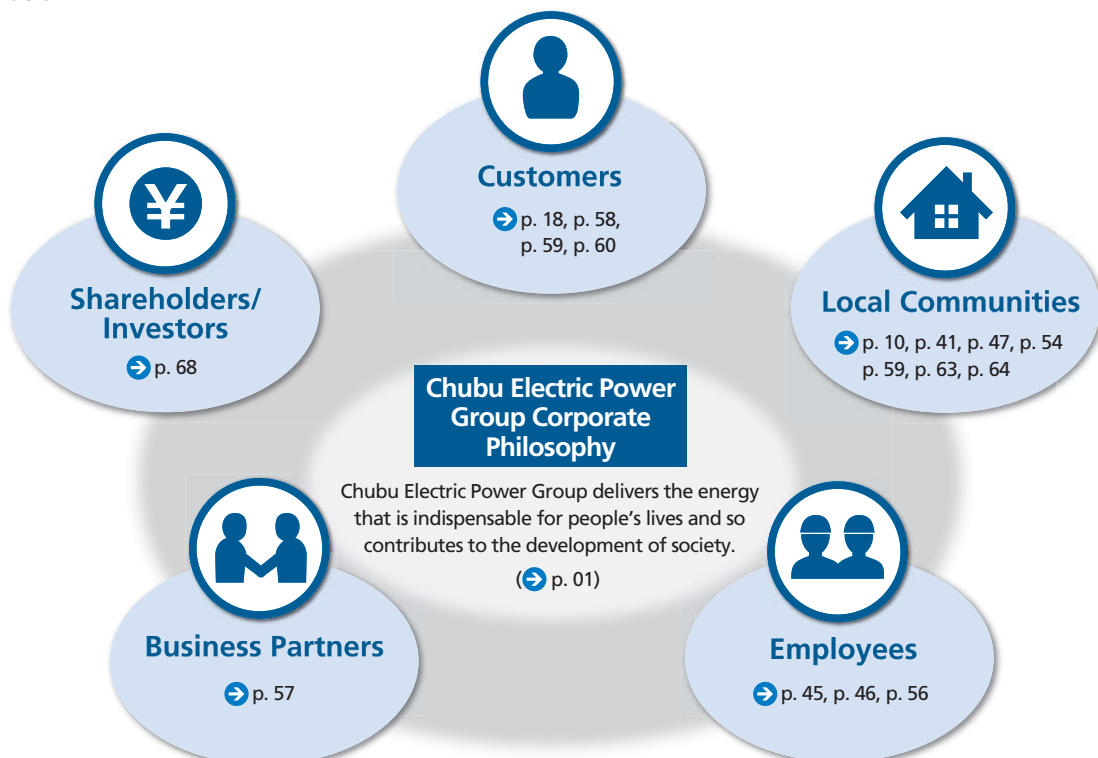 Customers
p. 18, p. 58,
p. 59, p. 60
Shareholders/
Investors
p. 68
Local Communities
p. 10, p. 41, p. 47, p. 54
p. 59, p. 63, p. 64
Chubu Electric Power
Group Corporate
Philosophy
Chubu Electric Power Group delivers the energy
that is indispensable for people’s lives and so
contributes to the development of society.
(➔ p. 01)
Business Partners
p. 57
Employees
p. 45, p. 46, p. 56